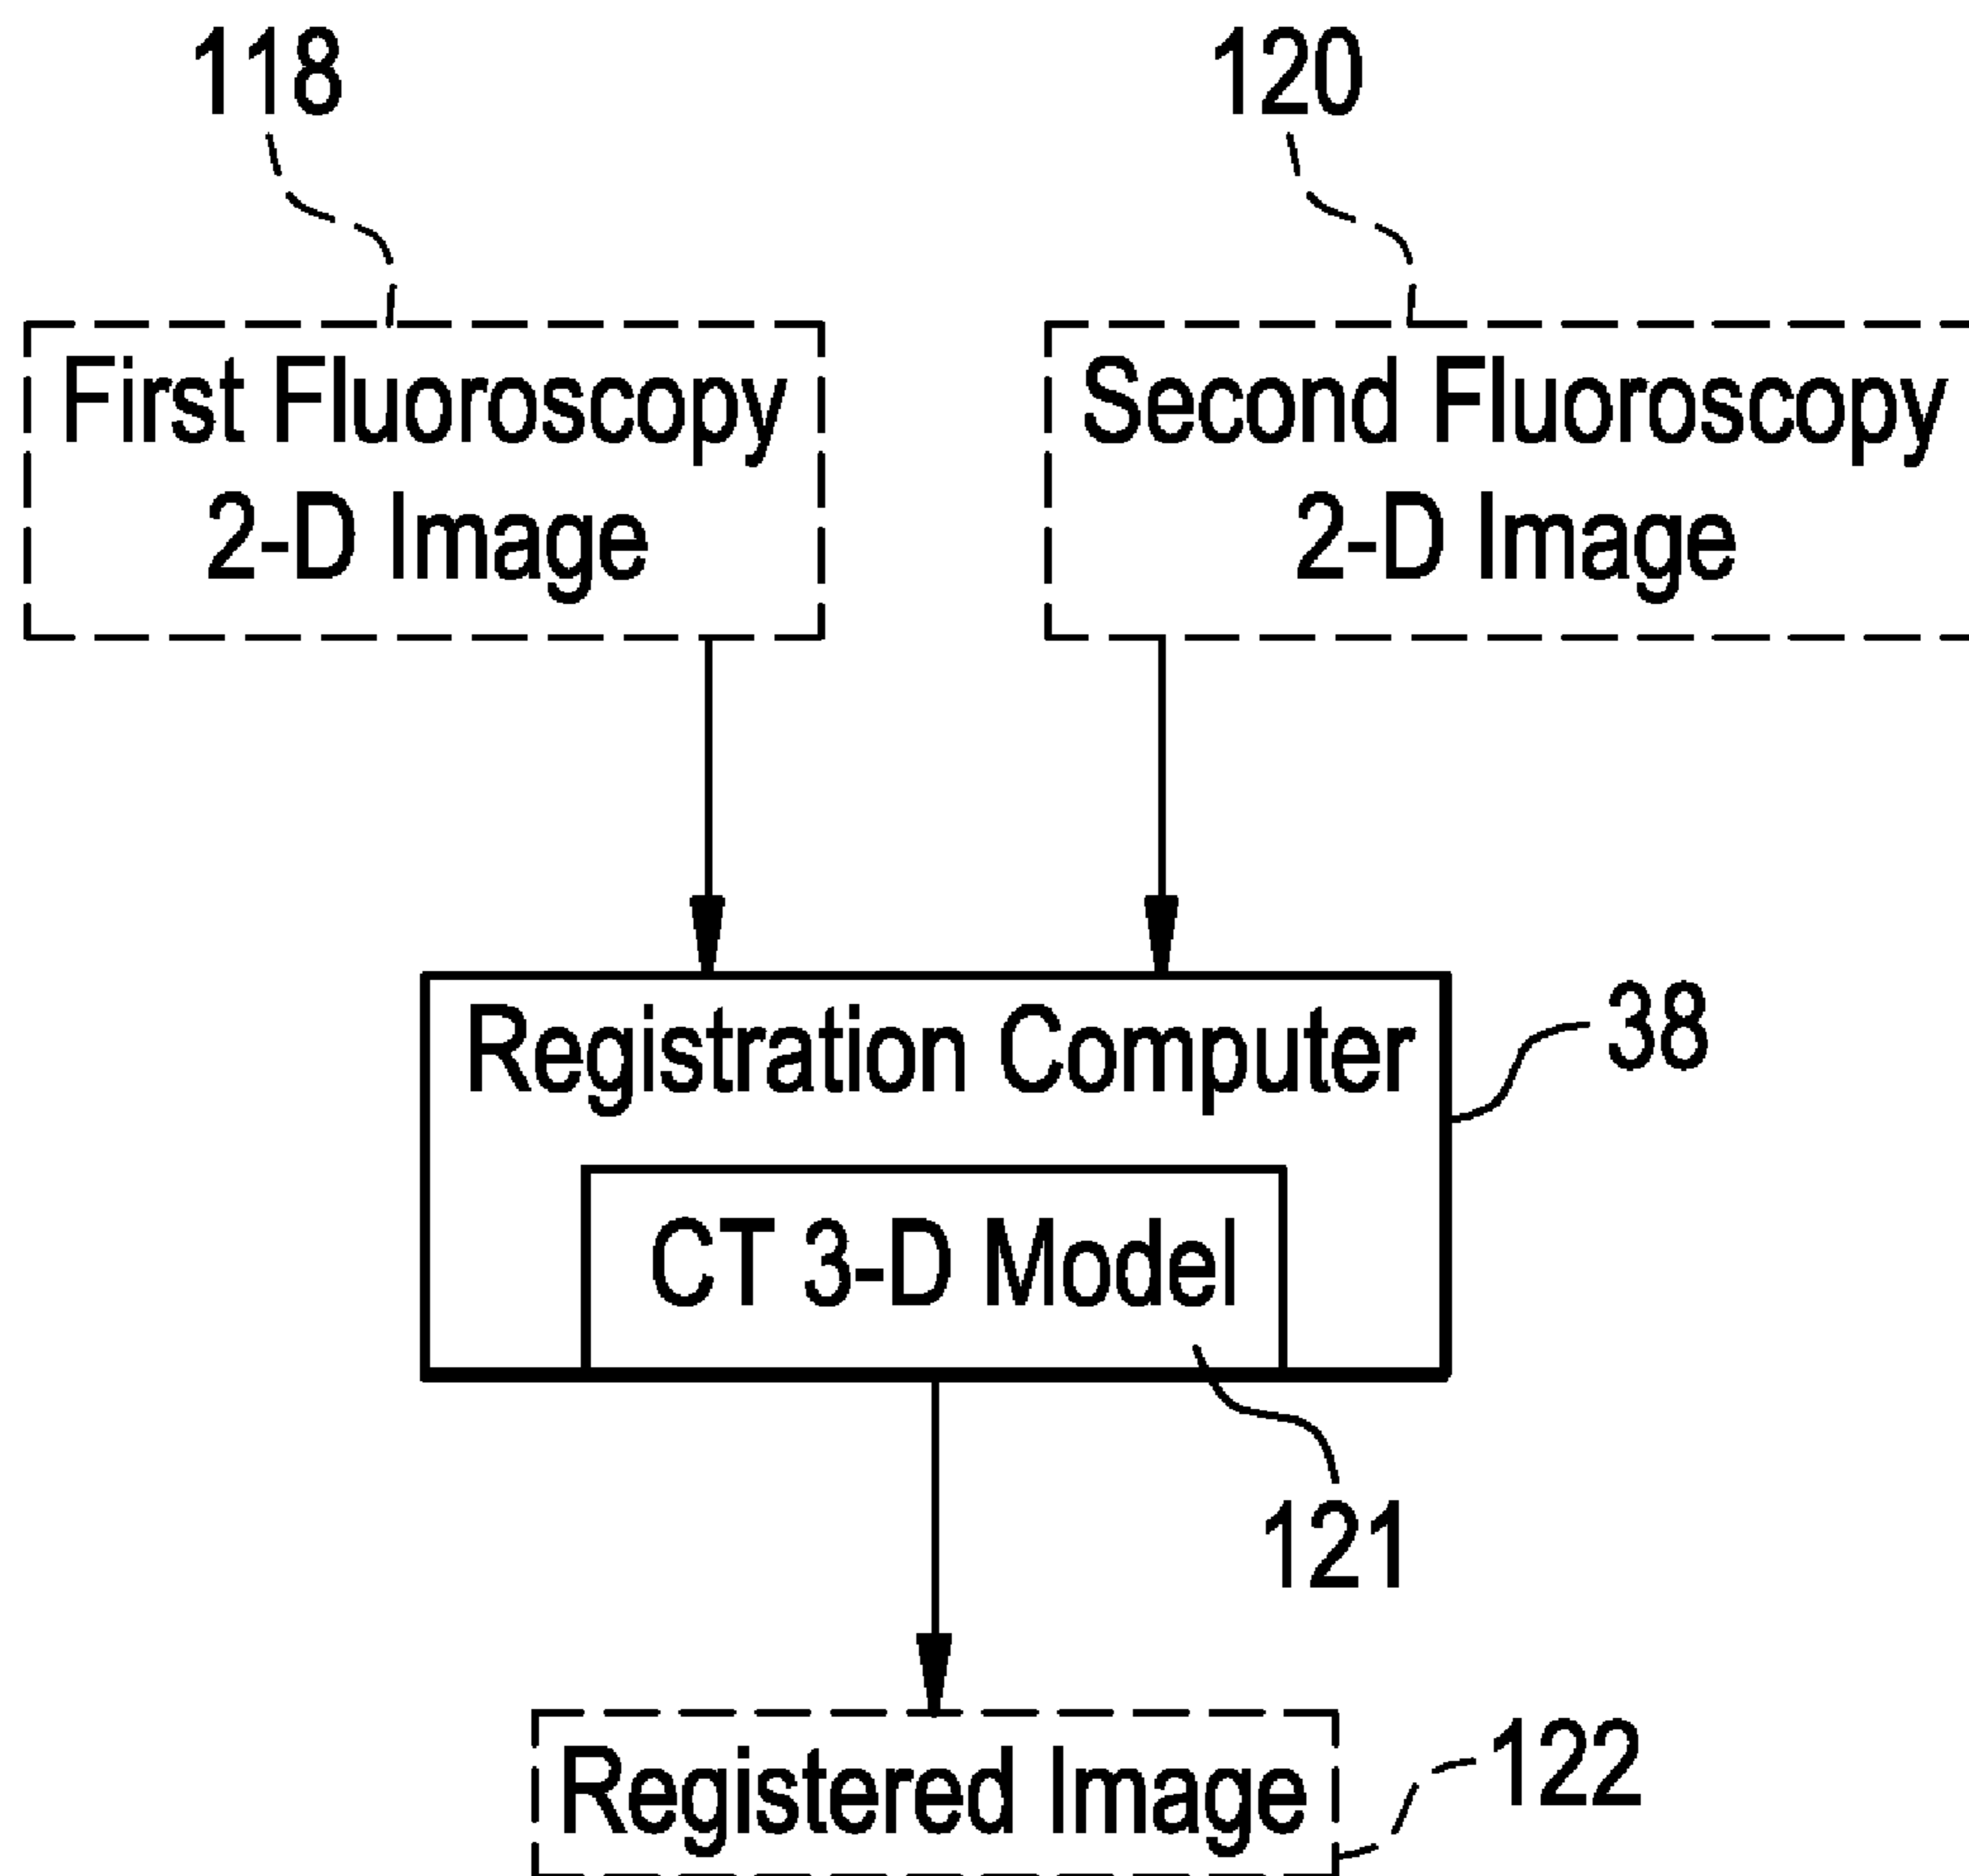 118
120
First Fluoroscopy
2-D Image
Second Fluoroscopy
2-D Image
Registration Computer
38
CT 3-D Model
121
Registered Image
122